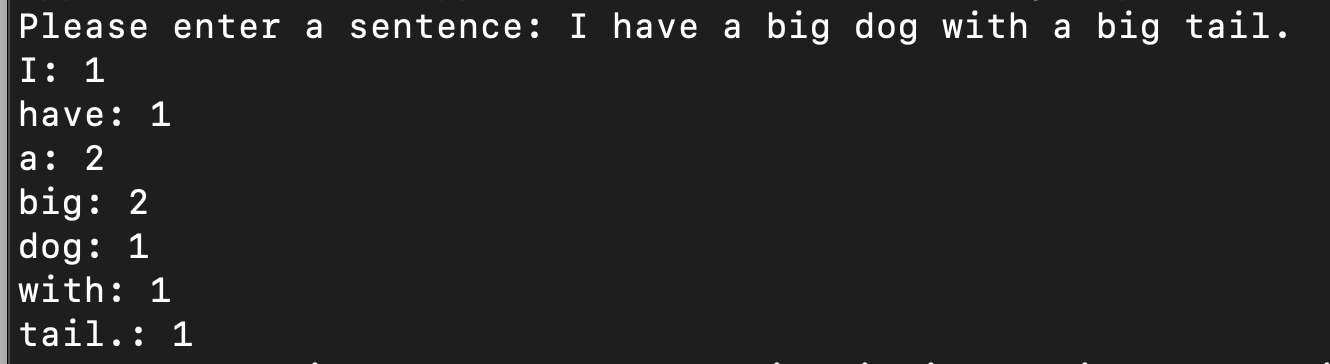 Please enter a sentence: I have a big dog with a big tail.
I: 1
have: 1
a: 2
big: 2
dog: 1
with: 1
tail.: 1